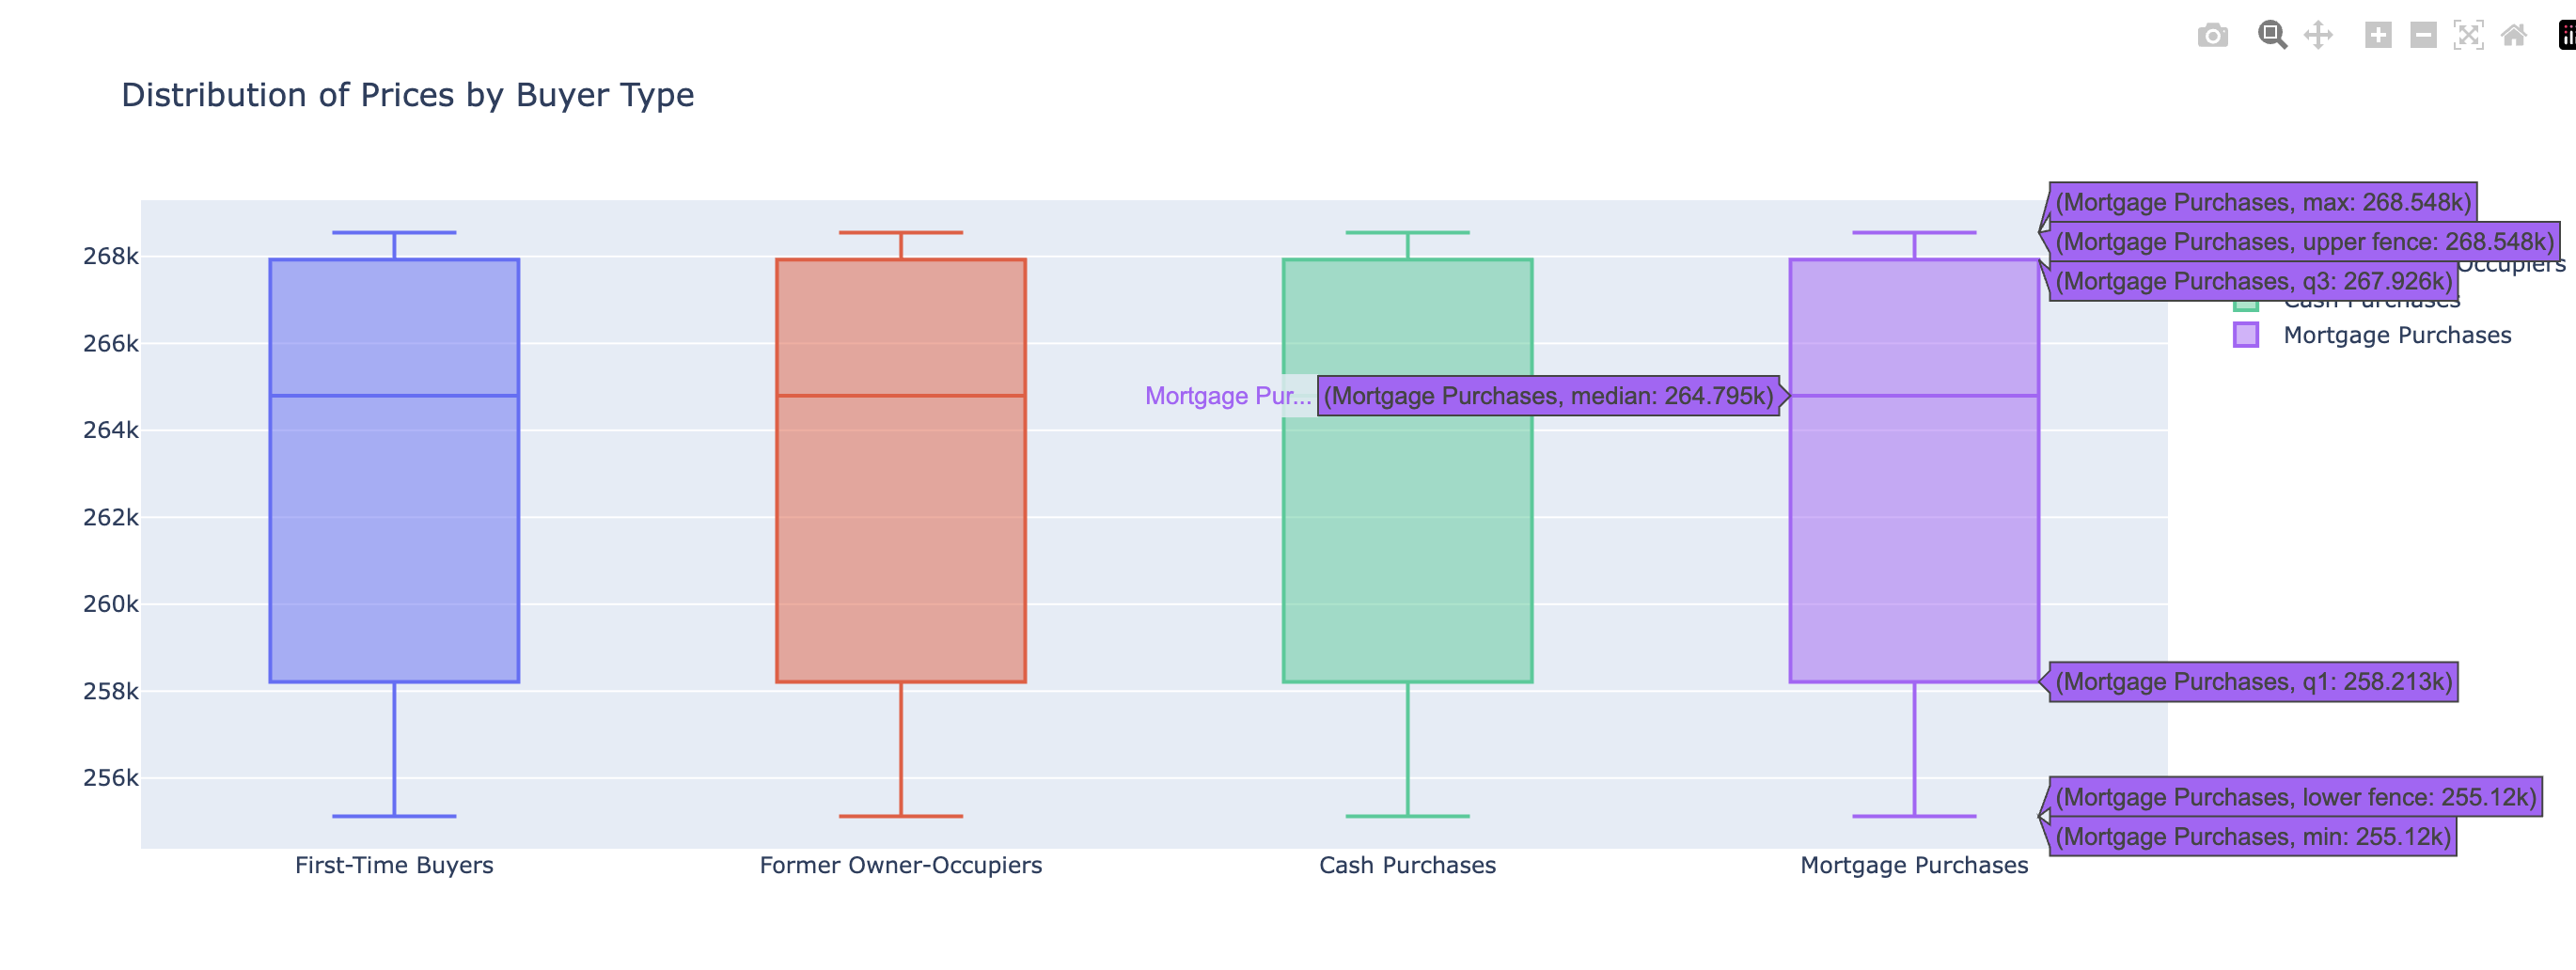 Distribution of Prices by Buyer Type
(Mortgage Purchases, max: 268.548k)
(Mortgage Purchases, upper fence: 268.548k)
268k
Occupiers
(Mortgage Purchases, q3: 267.926k)
Cash Purchases
266k
Mortgage Purchases
Mortgage Pur...
(Mortgage Purchases, median: 264.795k)
264k
262k
260k
258k
(Mortgage Purchases, q1: 258.213k)
256k
(Mortgage Purchases, lower fence: 255.12k)
(Mortgage Purchases, min: 255.12k)
First-Time Buyers
Former Owner-Occupiers
Cash Purchases
Mortgage Purchases